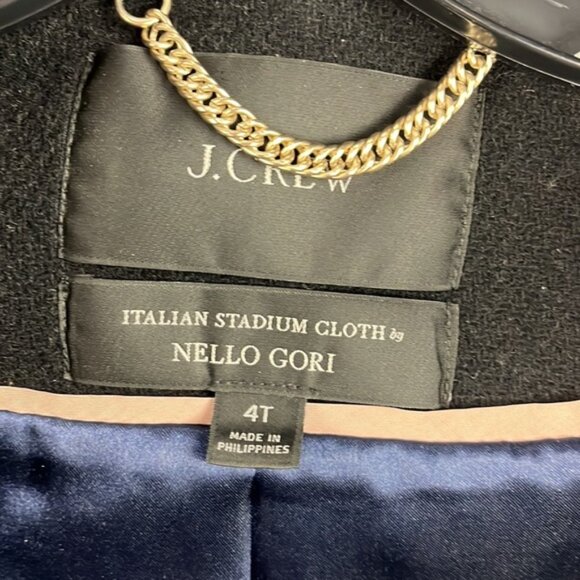 J.CREW
ITALIAN STADIUM CLOTH by
NELLO GORI
4T
MADE IN
PHILIPPINES